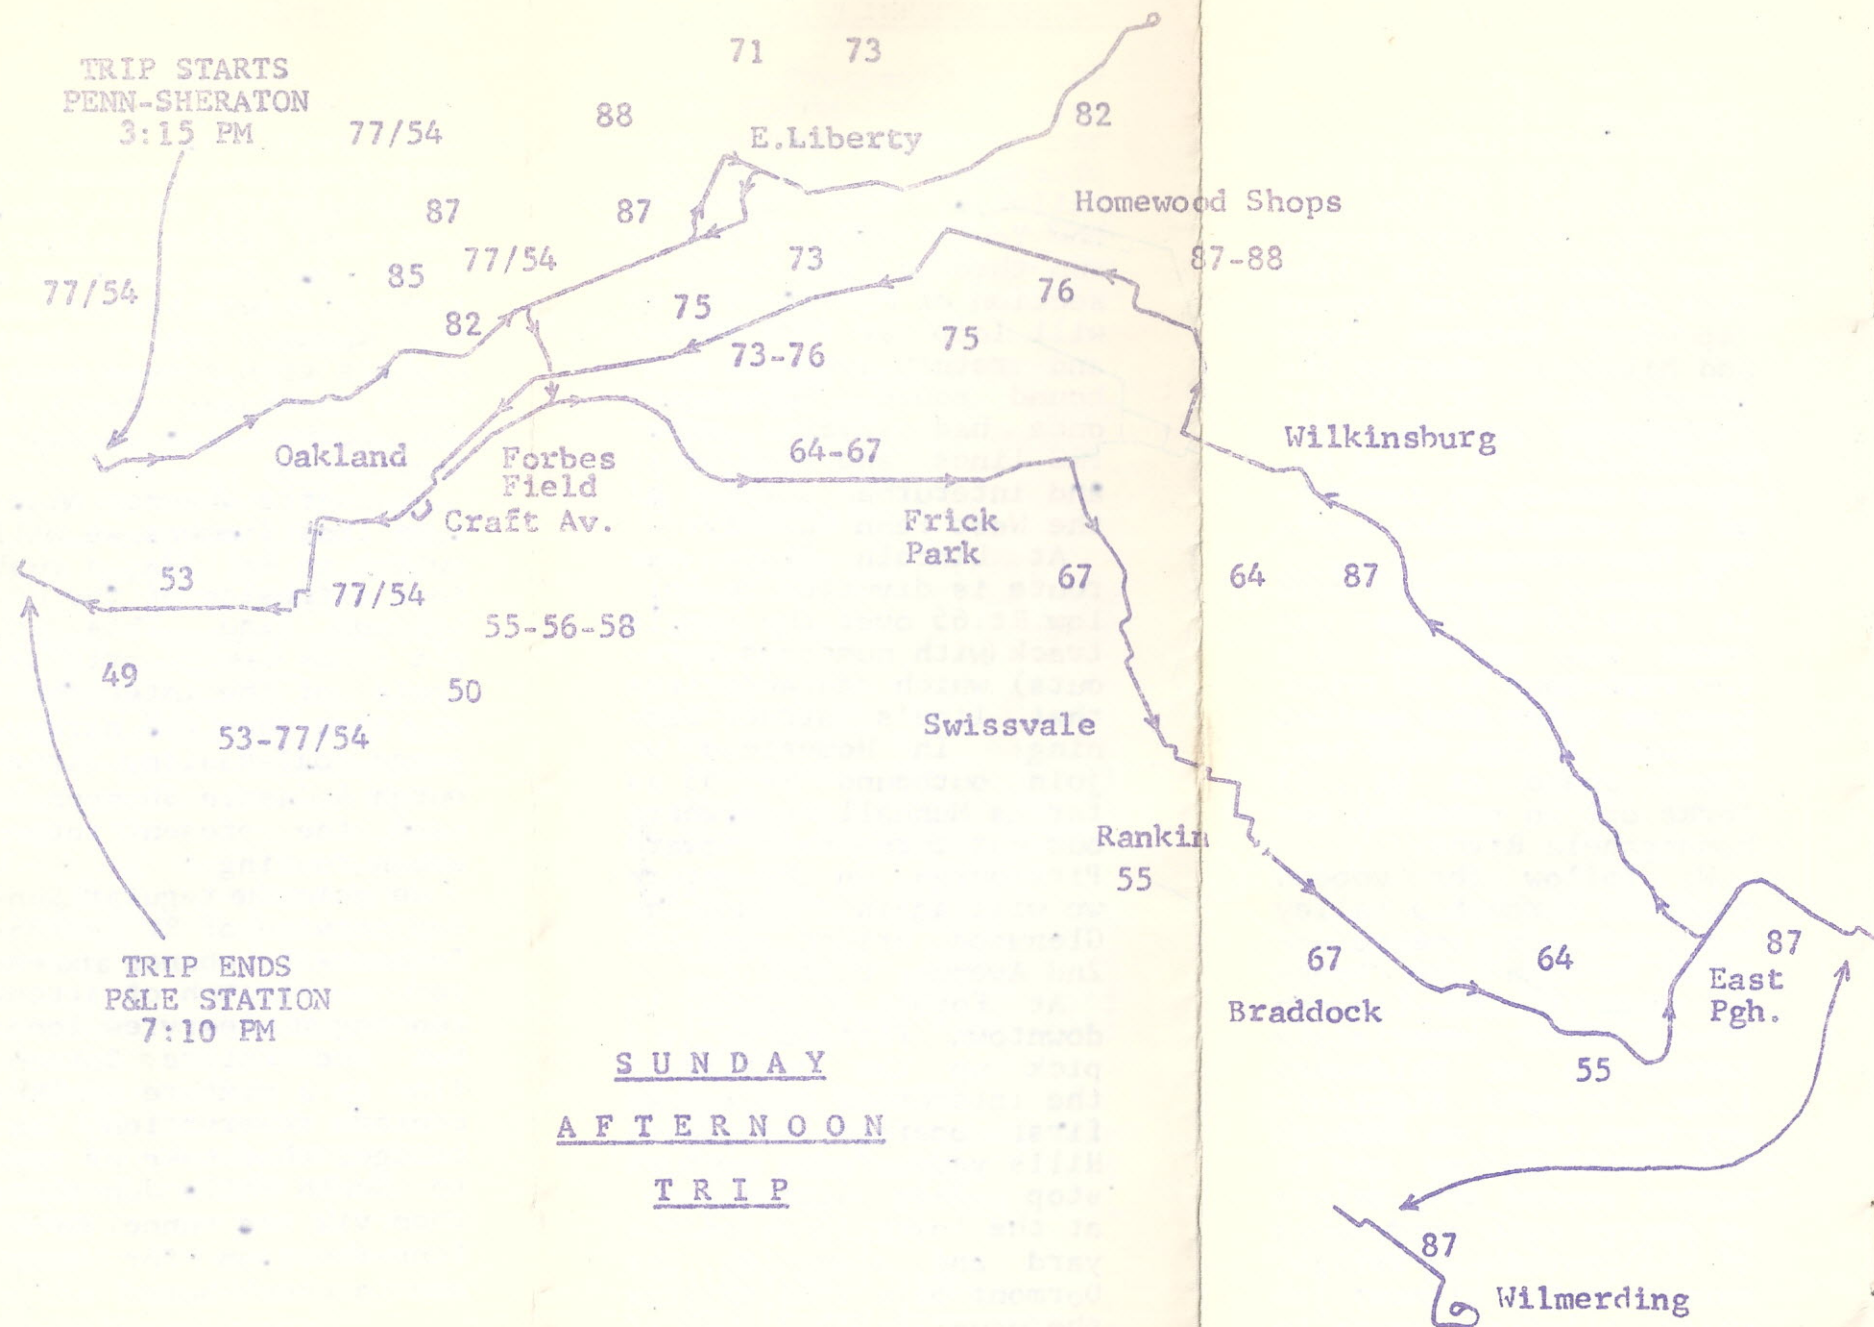 71 73
TRIP STARTS
PENN-SHERATON
3:15 PM
77/54
88
82
E.Liberty
Homewood Shops
87
87
77/54
73
87-88
85
77/54
76
75
82
75
73-76
Oakland
Forbes
Field
Craft Av.
64-67
Wilkinsburg
Frick
Park
53
77/54
67
64
87
55-56-58
49
50
53-77/54
Swissvale
Rankin
55
TRIP ENDS
P&LE STATION
7:10 PM
67
64
87
East
Pgh.
Braddock
55
SUNDAY
AFTERNOON
TRIP
87
Wilmerding